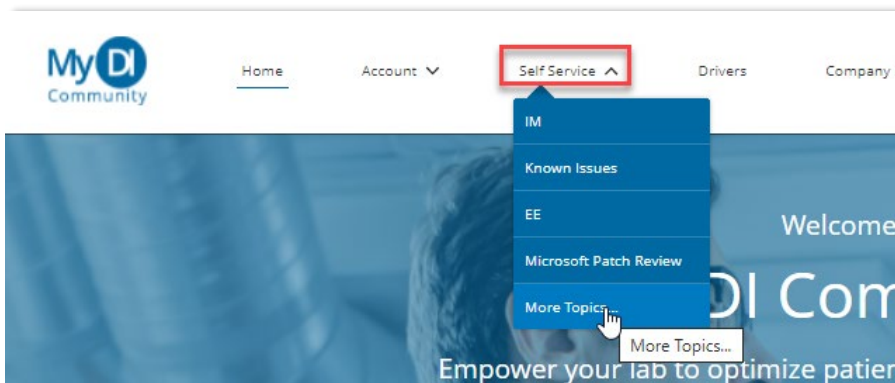 My DI
Community
Home
Account
Self Service
Drivers
Company
IM
Known Issues
EE
Microsoft Patch Review
More Topics...
More Topics...
Welcome
DI Com
Empower your lab to optimize patien